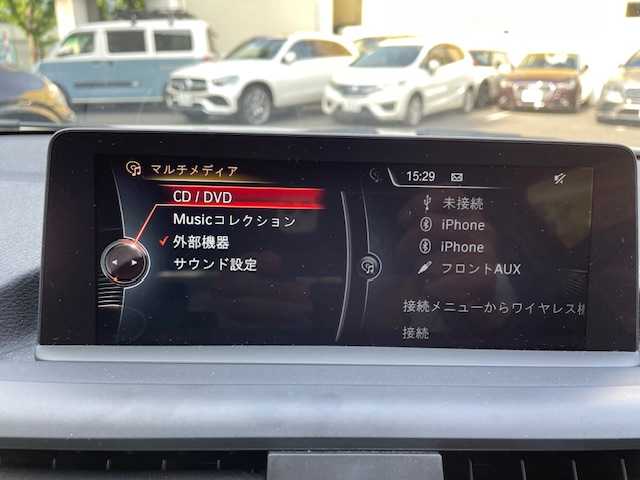 マルチメディア
CD / DVD
Musicコレクション
外部機器
サウンド設定
15:29
未接続
iPhone
iPhone
フロントAUX
接続メニューからワイヤレス
接続